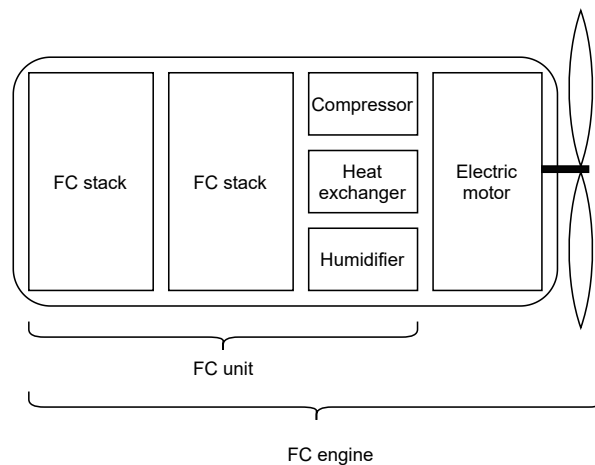 FC stack
FC stack
Compressor
Heat
exchanger
Humidifier
Electric
motor
FC unit
FC engine